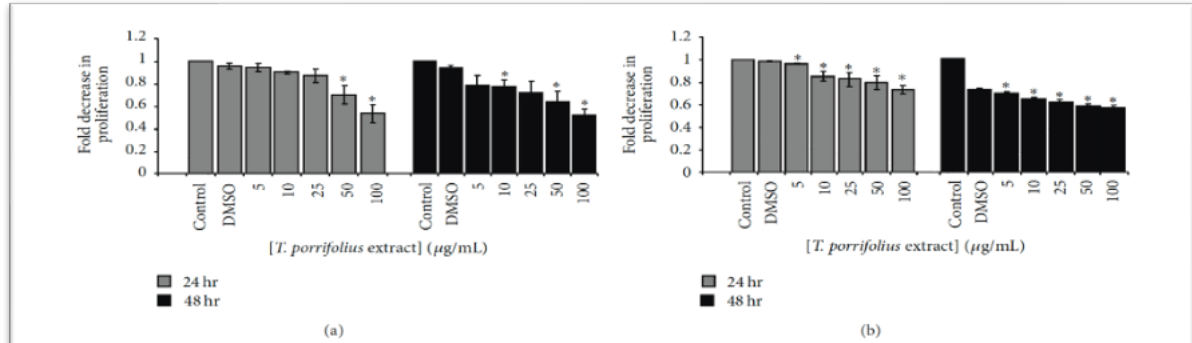 1.2
1
0.8
0.6
0.4
0.2
0
Fold decrease in
proliferation
* * * * *
Control DMSO 5 10 25 50 100 Control DMSO 5 10 25 50 100
[T. porrifolius extract] (μg/mL)
24 hr
48 hr
(a)
1.2
1
0.8
0.6
0.4
0.2
0
Fold decrease in
proliferation
* * * * * * * * * *
Control DMSO 5 10 25 50 100 Control DMSO 5 10 25 50 100
[T. porrifolius extract] (μg/mL)
24 hr
48 hr
(b)